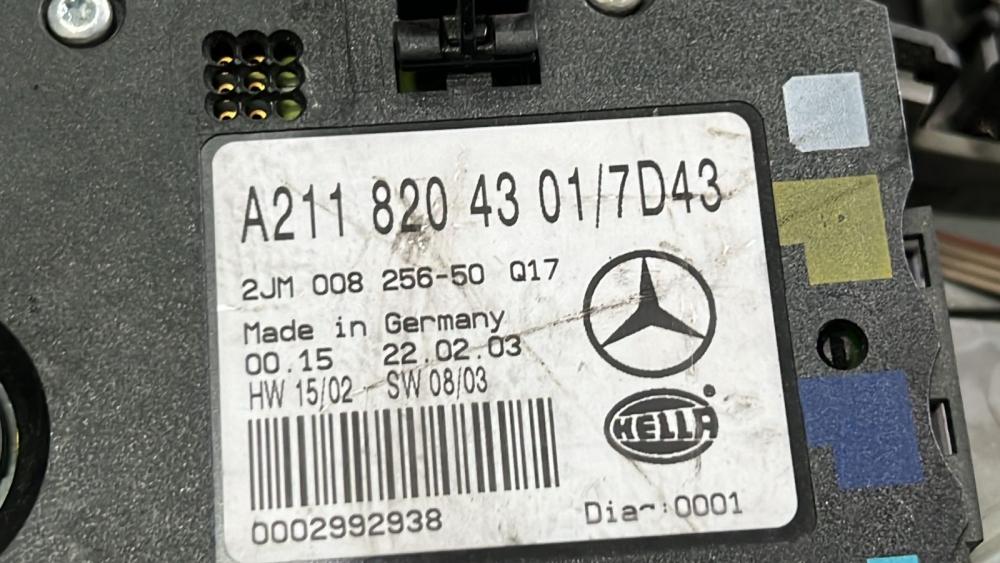 A211 820 43 01/7D43
2JM 008 256-50 Q17
Made in Germany
00.15 22.02.03
HW 15/02 SW 08/03
HELLA
0002992938
:0001